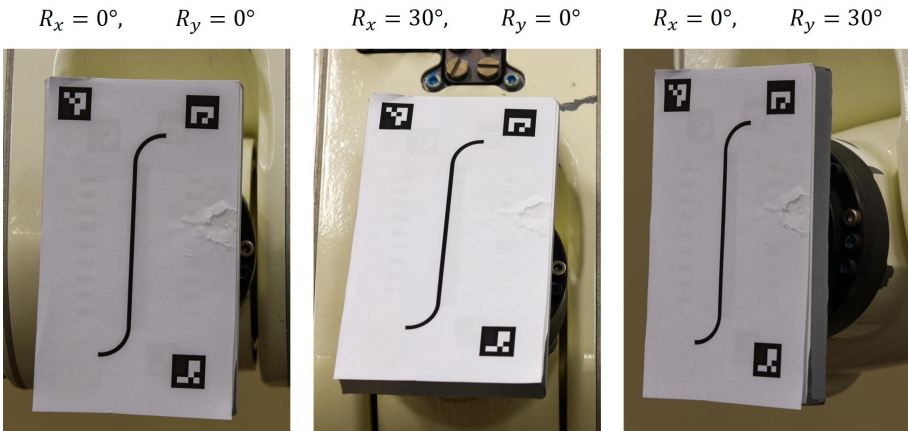 R_x = 0°, R_y = 0°
R_x = 30°, R_y = 0°
R_x = 0°, R_y = 30°